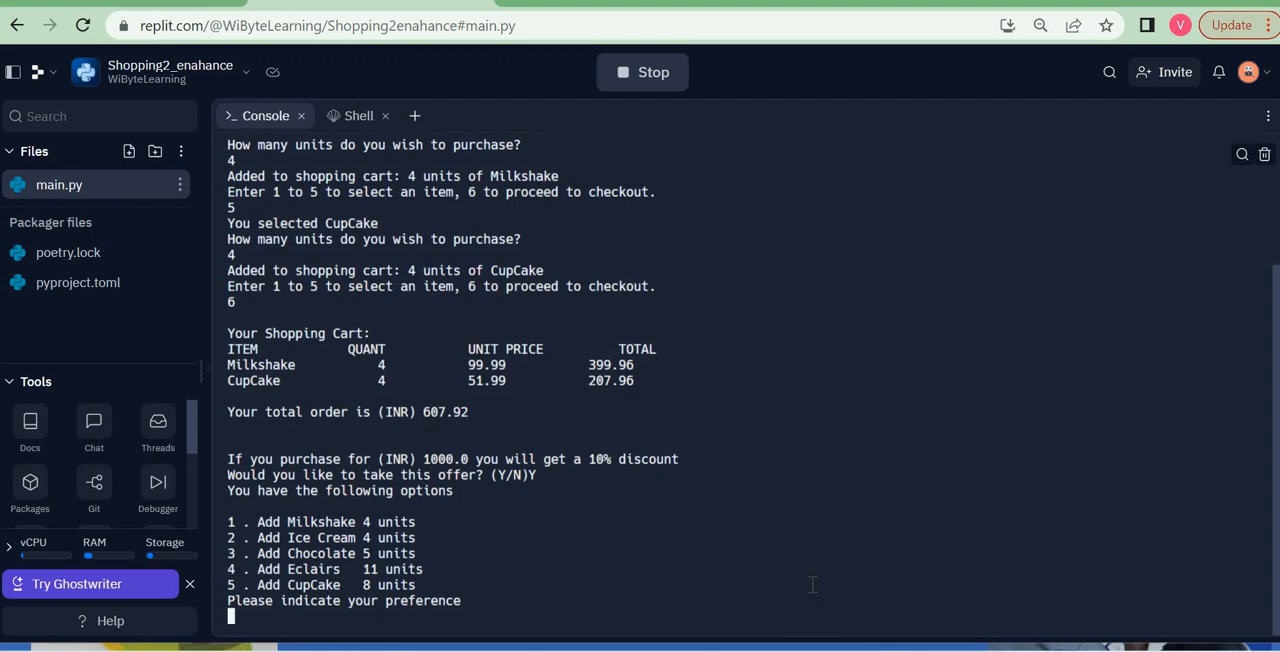 replit.com/@WiByteLearning/Shopping2enahance#main.py
V
Update
Shopping2_enahance
WiByteLearning
Stop
Invite
Search
>_ Console
Shell
Files
main.py
Packager files
poetry.lock
pyproject.toml
Tools
Docs
Chat
Threads
Packages
Git
Debugger
vCPU
RAM
Storage
Try Ghostwriter
? Help
How many units do you wish to purchase?
4
Added to shopping cart: 4 units of Milkshake
Enter 1 to 5 to select an item, 6 to proceed to checkout.
5
You selected CupCake
How many units do you wish to purchase?
4
Added to shopping cart: 4 units of CupCake
Enter 1 to 5 to select an item, 6 to proceed to checkout.
6
Your Shopping Cart:
ITEM QUANT UNIT PRICE TOTAL
Milkshake 4 99.99 399.96
CupCake 4 51.99 207.96
Your total order is (INR) 607.92
If you purchase for (INR) 1000.0 you will get a 10% discount
Would you like to take this offer? (Y/N)Y
You have the following options
1 . Add Milkshake 4 units
2 . Add Ice Cream 4 units
3 . Add Chocolate 5 units
4 . Add Eclairs 11 units
5 . Add CupCake 8 units
Please indicate your preference